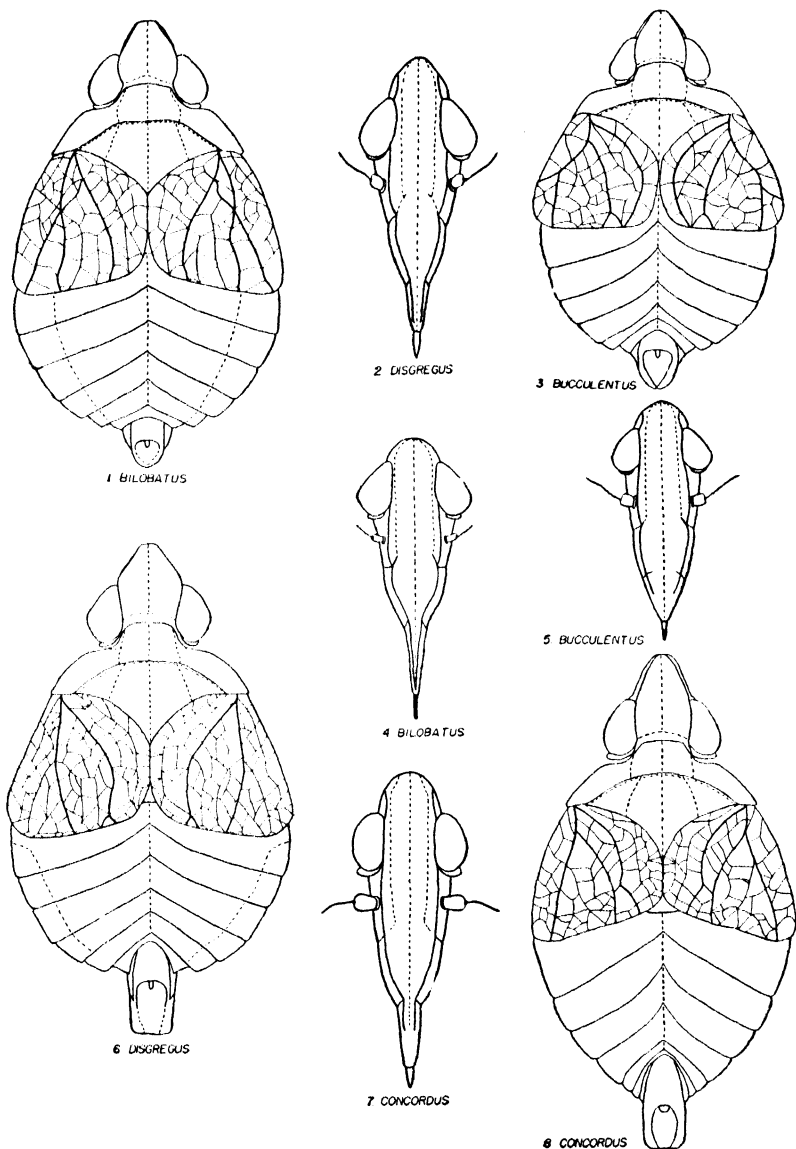 1 BILOBATUS
2 DISGREGUS
3 BUCCULENTUS
4 BILOBATUS
5 BUCCULENTUS
6 DISGREGUS
7 CONCORDUS
8 CONCORDUS